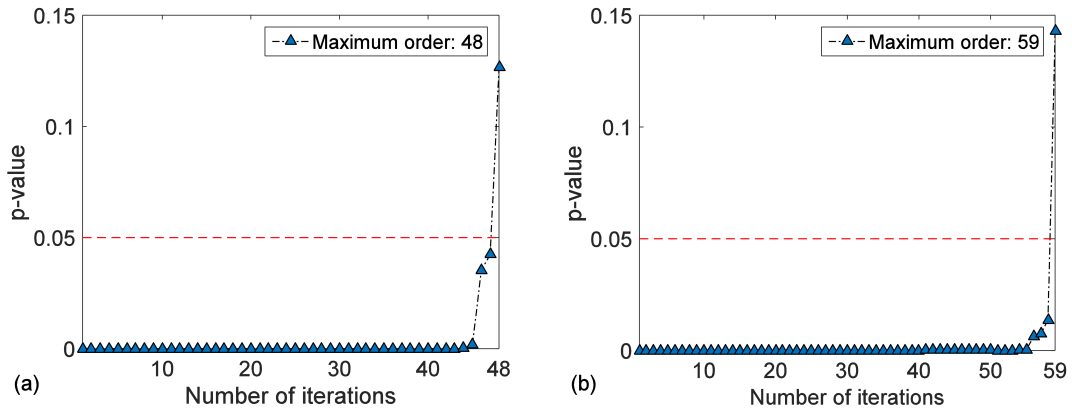 0.15
0.1
0.05
0
p-value
Maximum order: 48
10
20
30
40
48
Number of iterations
(a)
0.15
0.1
0.05
0
p-value
Maximum order: 59
10
20
30
40
50
59
Number of iterations
(b)